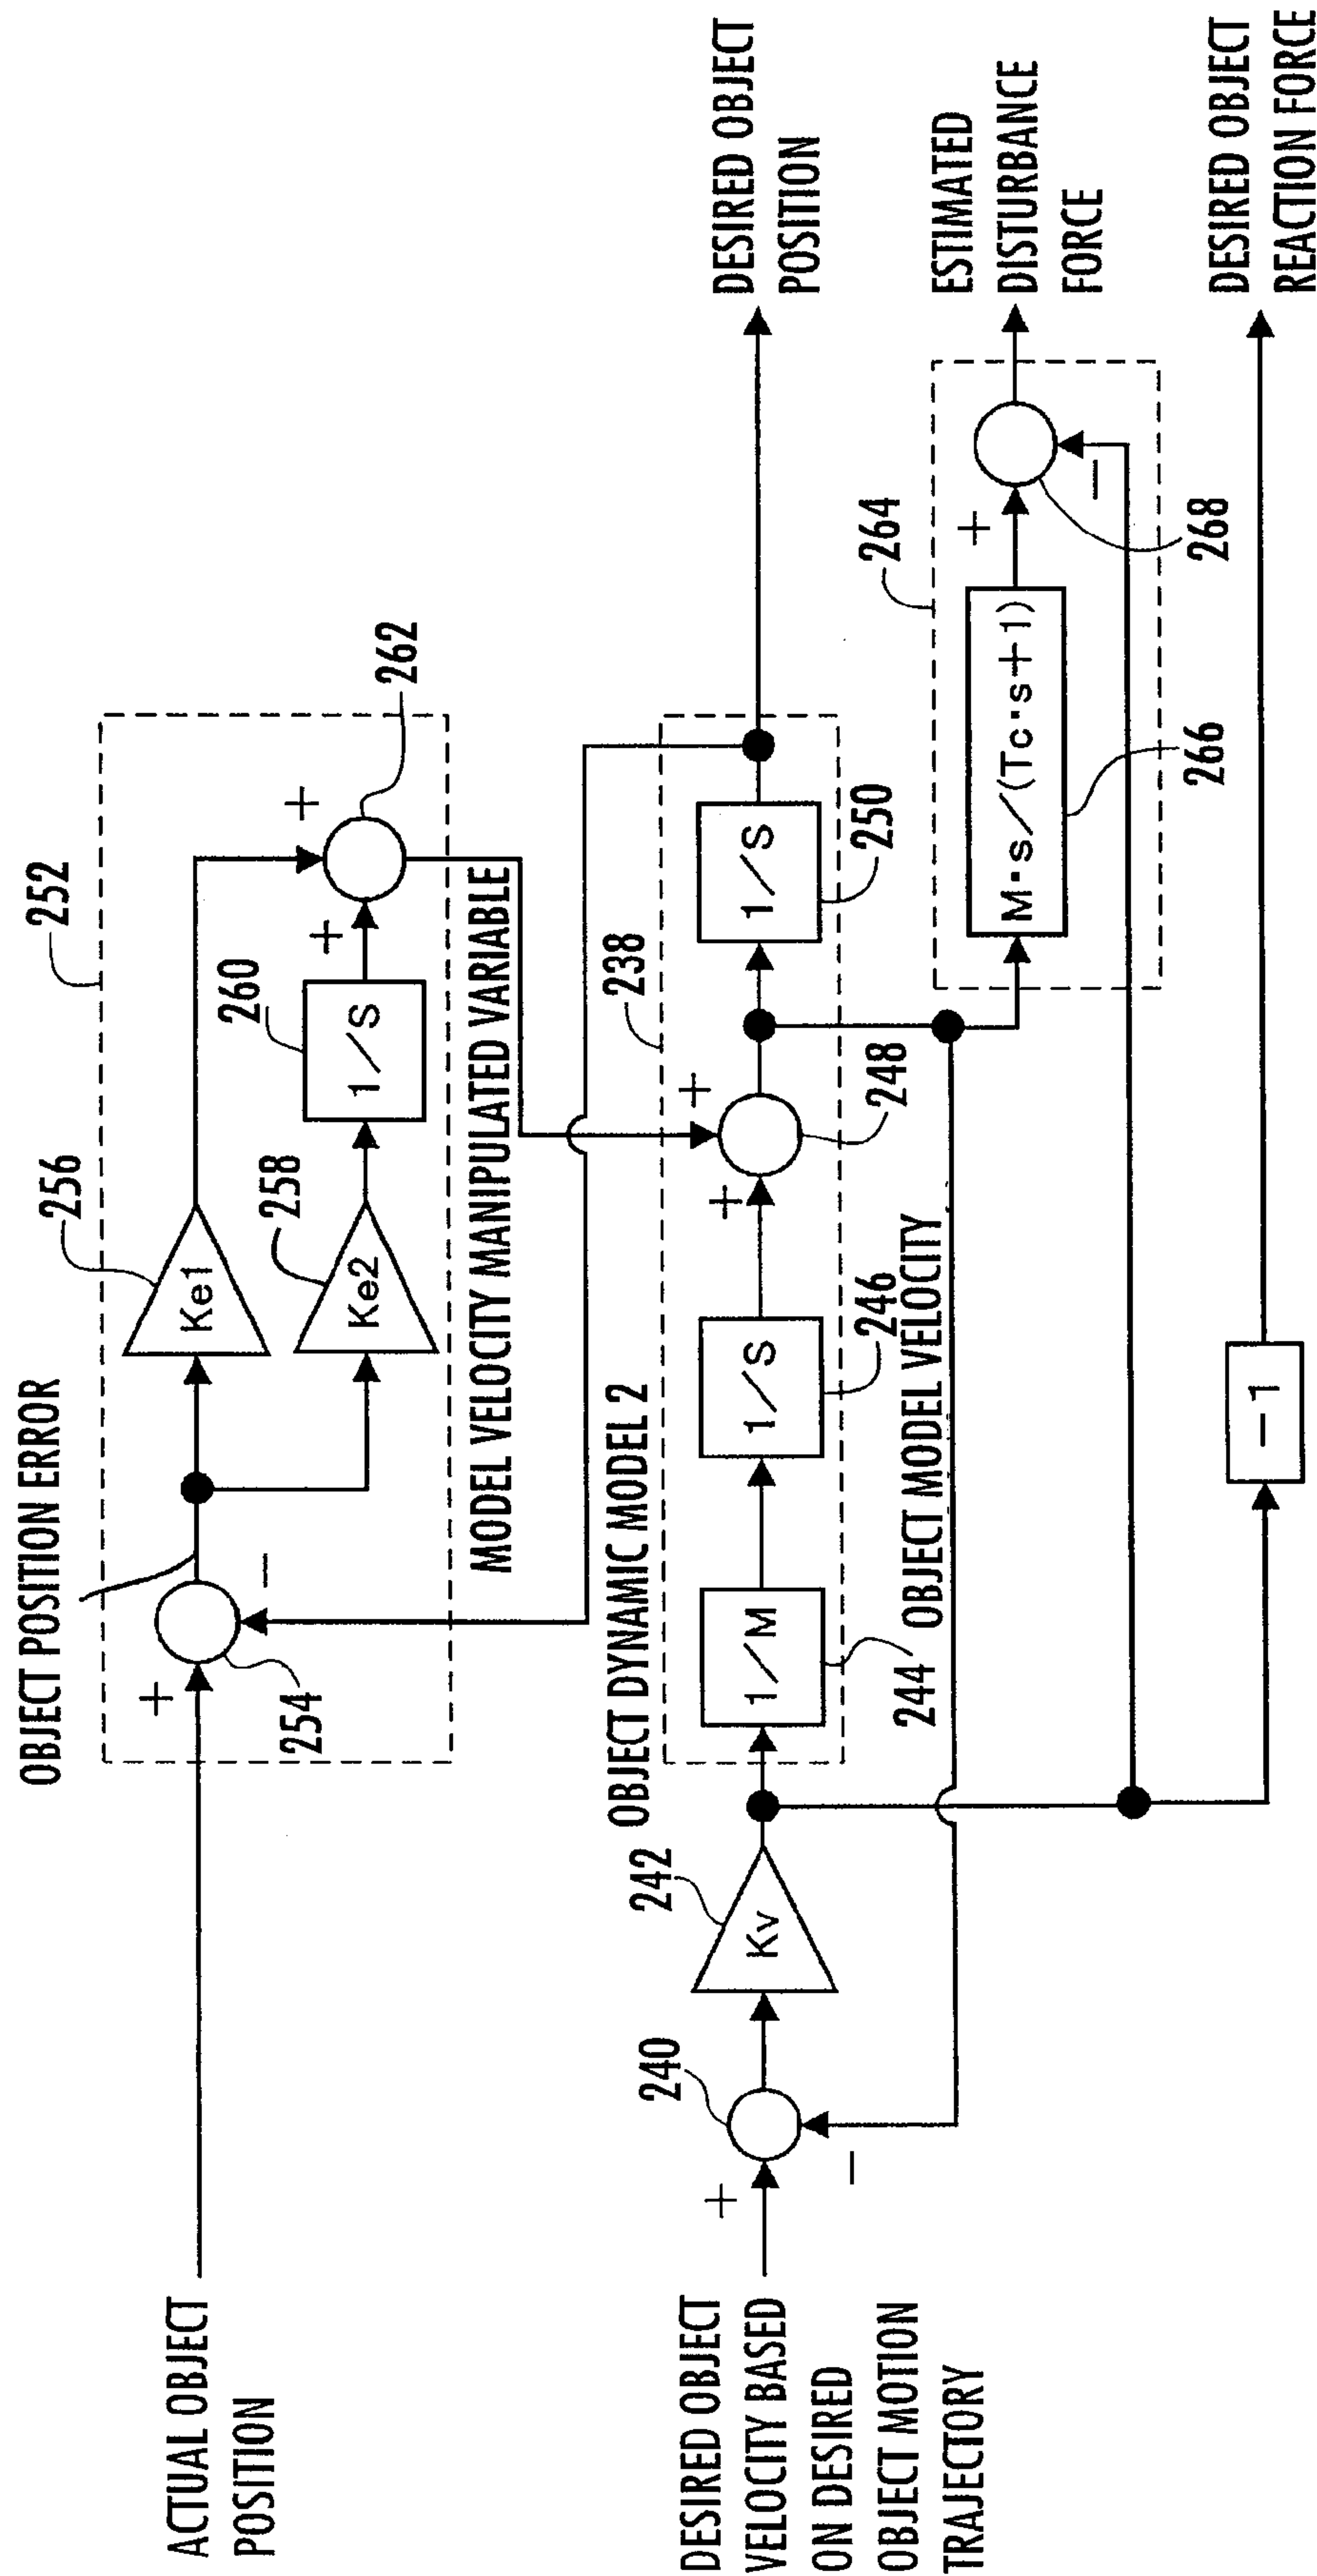 ACTUAL OBJECT
POSITION
OBJECT POSITION ERROR
+
−
254
256
Ke1
258
Ke2
260
1/S
+
+
262
252
MODEL VELOCITY MANIPULATED VARIABLE
DESIRED OBJECT
VELOCITY BASED
ON DESIRED
OBJECT MOTION
TRAJECTORY
+
−
240
242
Kv
OBJECT DYNAMIC MODEL 2
238
1/M
244
1/S
246
+
+
248
1/S
250
OBJECT MODEL VELOCITY
DESIRED OBJECT
POSITION
264
M·s/(Tc·s+1)
266
+
−
268
ESTIMATED
DISTURBANCE
FORCE
-1
DESIRED OBJECT
REACTION FORCE